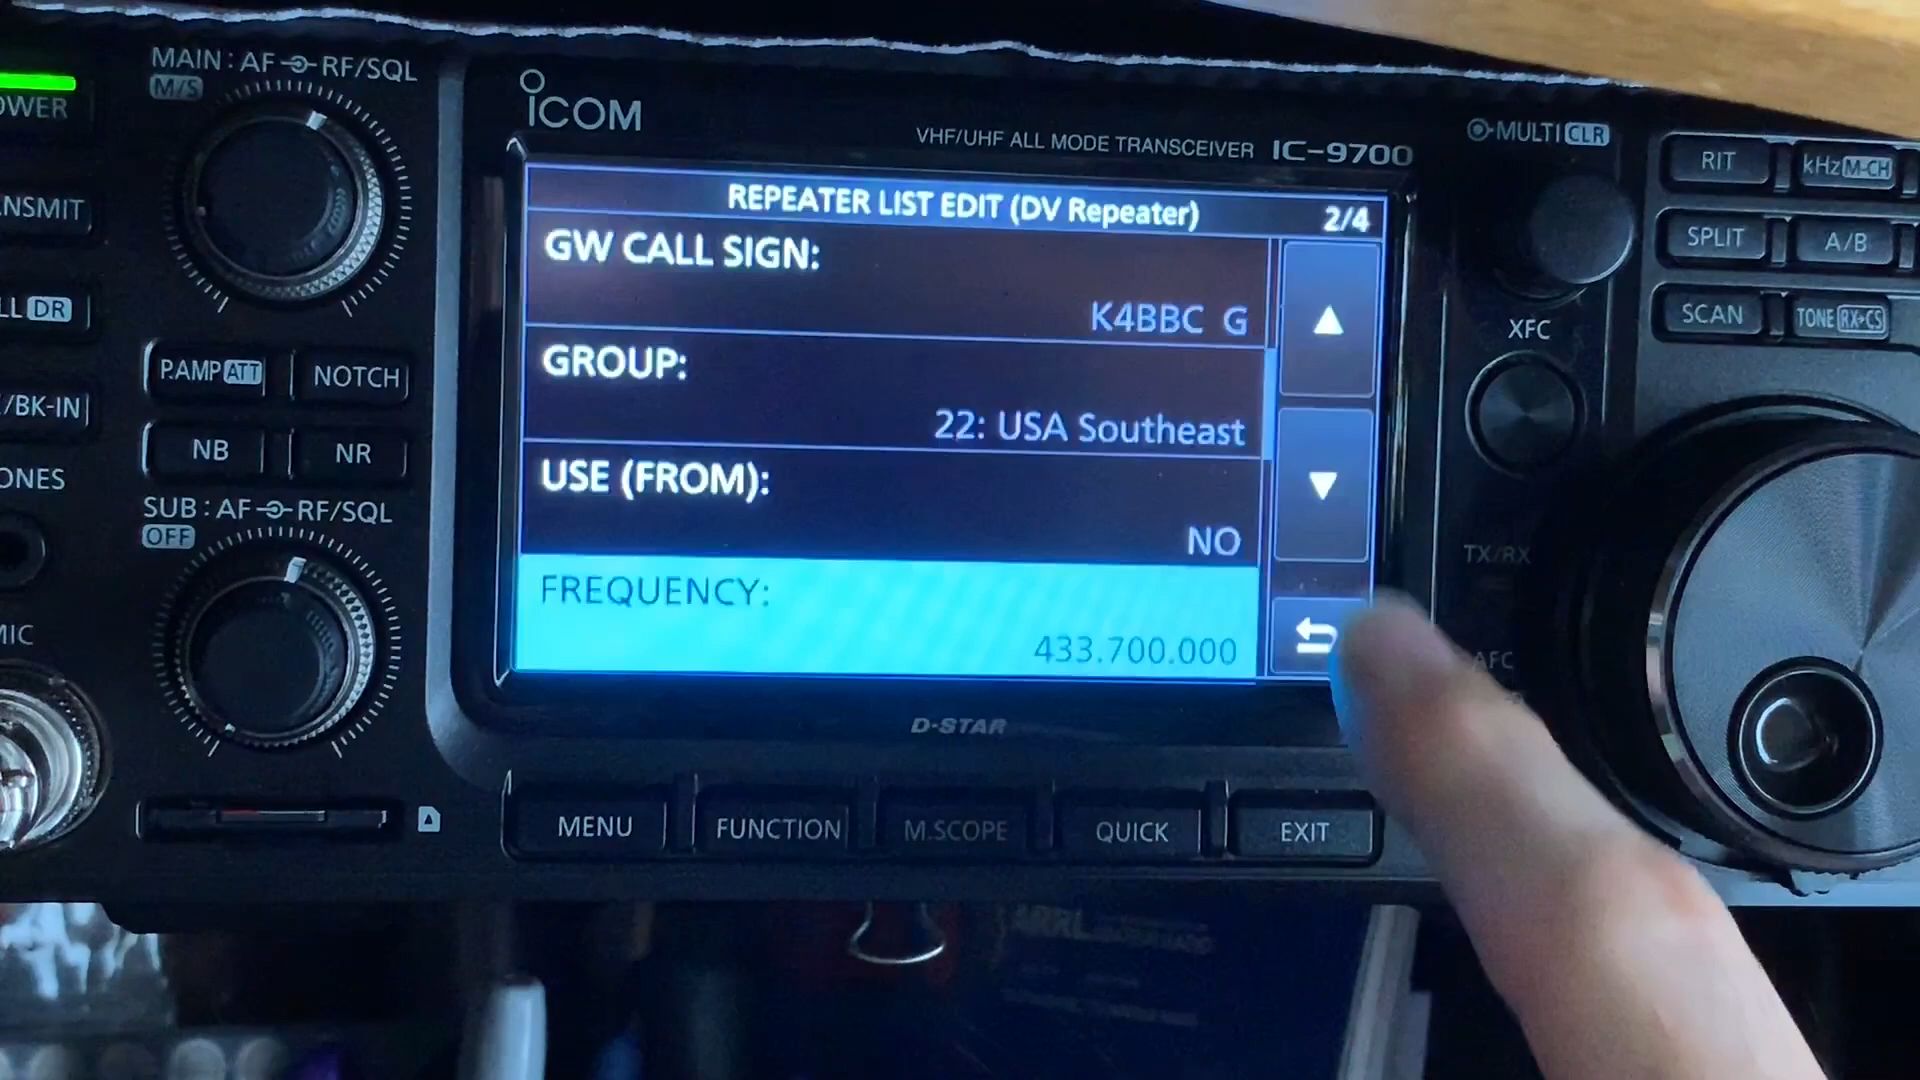 MAIN: AF RF/SQL
M/S
OWER
NSMIT
LL DR
P.AMP ATT
NOTCH
/BK-IN
NB
NR
ONES
SUB: AF RF/SQL
OFF
MIC
ICOM
VHF/UHF ALL MODE TRANSCEIVER IC-9700
REPEATER LIST EDIT (DV Repeater) 2/4
GW CALL SIGN:
K4BBC G
GROUP:
22: USA Southeast
USE (FROM):
NO
FREQUENCY:
433.700.000
D-STAR
MENU
FUNCTION
M.SCOPE
QUICK
EXIT
MULTI CLR
RIT
kHz M-CH
SPLIT
A/B
SCAN
TONE RX→CS
XFC
TX/RX
AFC
ARRL